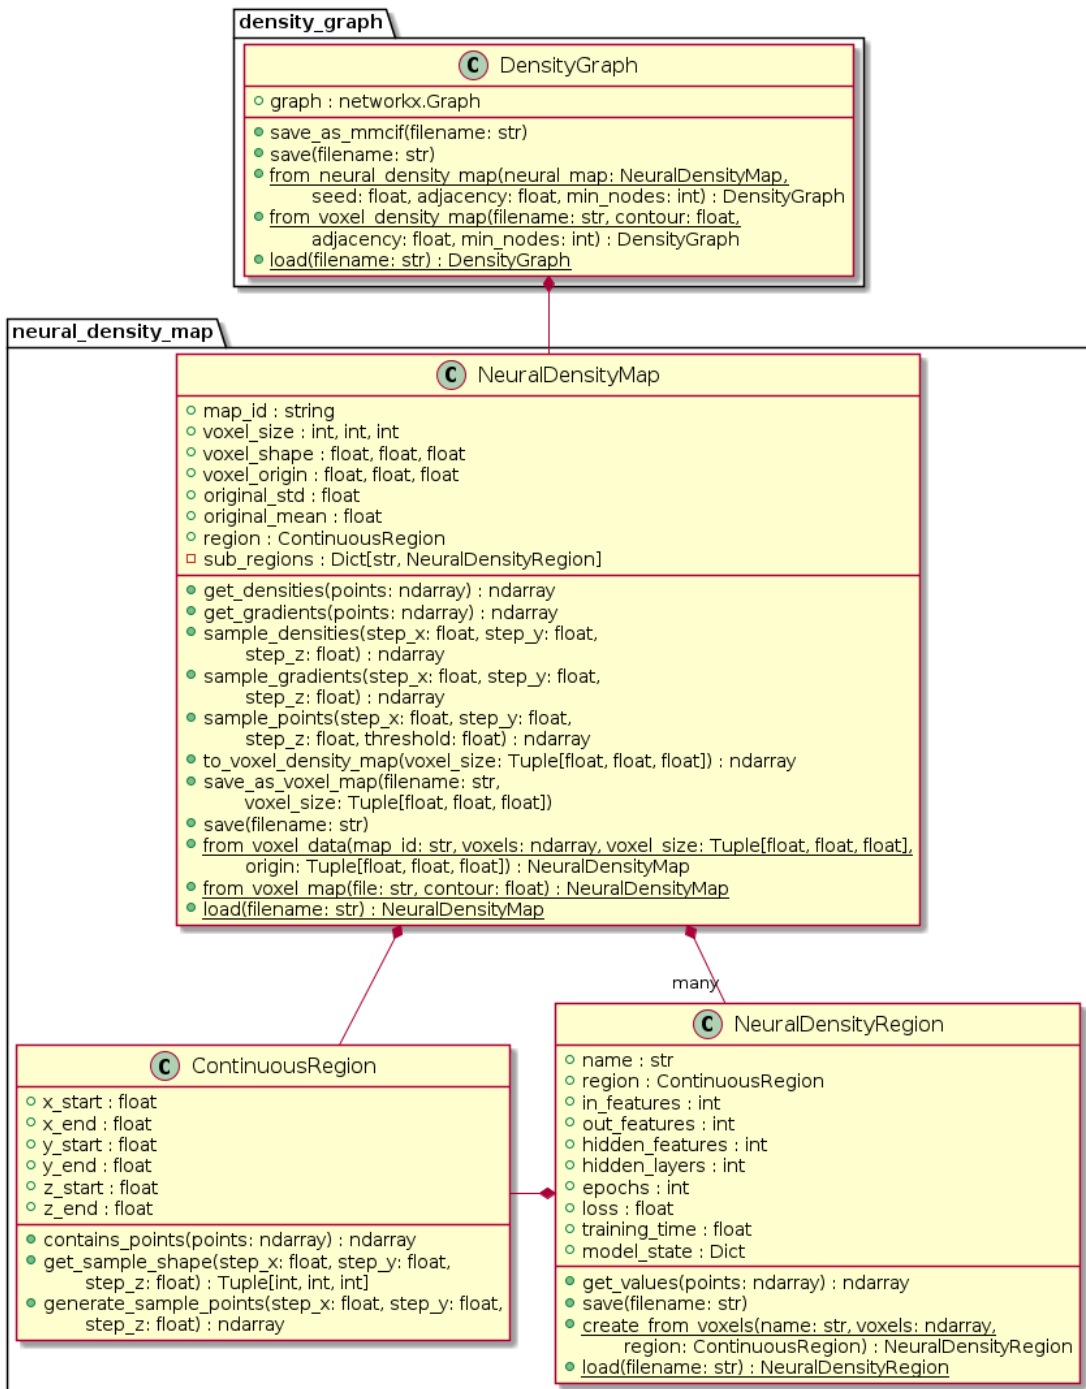 density_graph
C DensityGraph
graph : networkx.Graph
save_as_mmcif(filename: str)
save(filename: str)
from_neural_density_map(neural_map: NeuralDensityMap,
seed: float, adjacency: float, min_nodes: int) : DensityGraph
from_voxel_density_map(filename: str, contour: float,
adjacency: float, min_nodes: int) : DensityGraph
load(filename: str) : DensityGraph
neural_density_map
C NeuralDensityMap
map_id : string
voxel_size : int, int, int
voxel_shape : float, float, float
voxel_origin : float, float, float
original_std : float
original_mean : float
region : ContinuousRegion
sub_regions : Dict[str, NeuralDensityRegion]
get_densities(points: ndarray) : ndarray
get_gradients(points: ndarray) : ndarray
sample_densities(step_x: float, step_y: float,
step_z: float) : ndarray
sample_gradients(step_x: float, step_y: float,
step_z: float) : ndarray
sample_points(step_x: float, step_y: float,
step_z: float, threshold: float) : ndarray
to_voxel_density_map(voxel_size: Tuple[float, float, float]) : ndarray
save_as_voxel_map(filename: str,
voxel_size: Tuple[float, float, float])
save(filename: str)
from_voxel_data(map_id: str, voxels: ndarray, voxel_size: Tuple[float, float, float],
origin: Tuple[float, float, float]) : NeuralDensityMap
from_voxel_map(file: str, contour: float) : NeuralDensityMap
load(filename: str) : NeuralDensityMap
many
C ContinuousRegion
x_start : float
x_end : float
y_start : float
y_end : float
z_start : float
z_end : float
contains_points(points: ndarray) : ndarray
get_sample_shape(step_x: float, step_y: float,
step_z: float) : Tuple[int, int, int]
generate_sample_points(step_x: float, step_y: float,
step_z: float) : ndarray
C NeuralDensityRegion
name : str
region : ContinuousRegion
in_features : int
out_features : int
hidden_features : int
hidden_layers : int
epochs : int
loss : float
training_time : float
model_state : Dict
get_values(points: ndarray) : ndarray
save(filename: str)
create_from_voxels(name: str, voxels: ndarray,
region: ContinuousRegion) : NeuralDensityRegion
load(filename: str) : NeuralDensityRegion